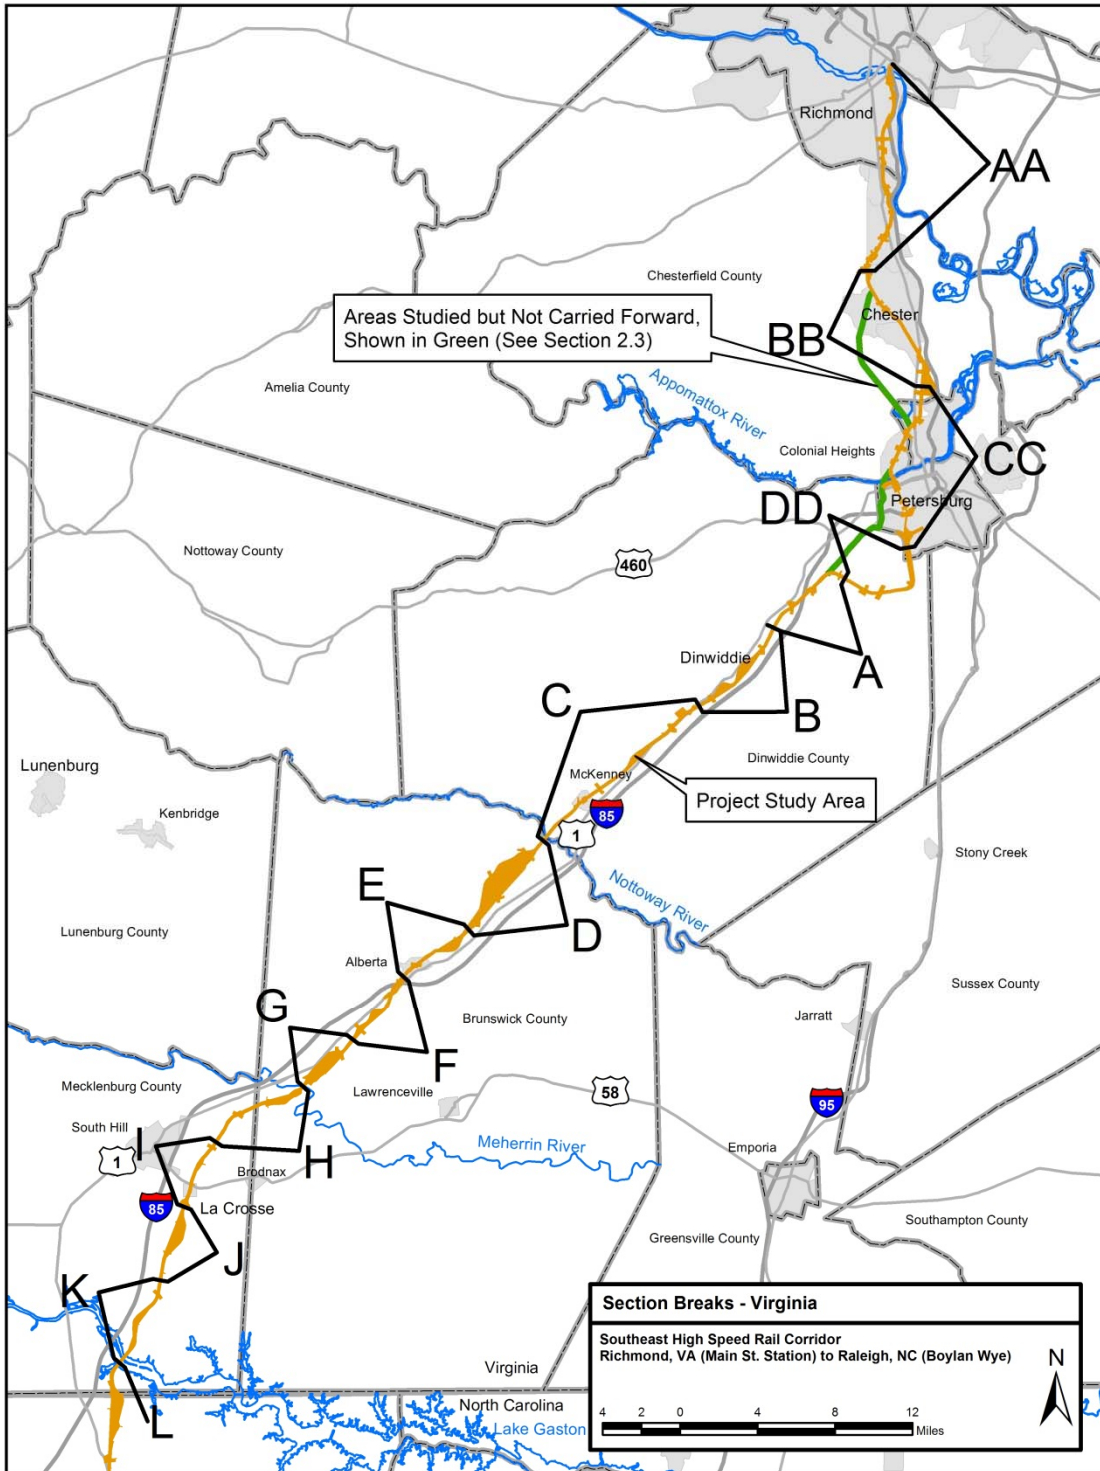 Richmond
AA
Chesterfield County
Areas Studied but Not Carried Forward,
Shown in Green (See Section 2.3)
Chester
BB
Amelia County
Appomattox River
Colonial Heights
CC
DD
Petersburg
Nottoway County
460
Dinwiddie
A
C
B
Dinwiddie County
Lunenburg
McKenney
Project Study Area
Kenbridge
85
1
Stony Creek
E
Nottoway River
Lunenburg County
D
Alberta
Sussex County
G
Brunswick County
Jarratt
F
Mecklenburg County
Lawrenceville
58
95
South Hill
I
H
Meherrin River
Emporia
1
Brodnax
85
La Crosse
Southampton County
Greensville County
J
K
Section Breaks - Virginia
Southeast High Speed Rail Corridor
Richmond, VA (Main St. Station) to Raleigh, NC (Boylan Wye)
N
Virginia
North Carolina
4 2 0 4 8 12
Miles
L
Lake Gaston